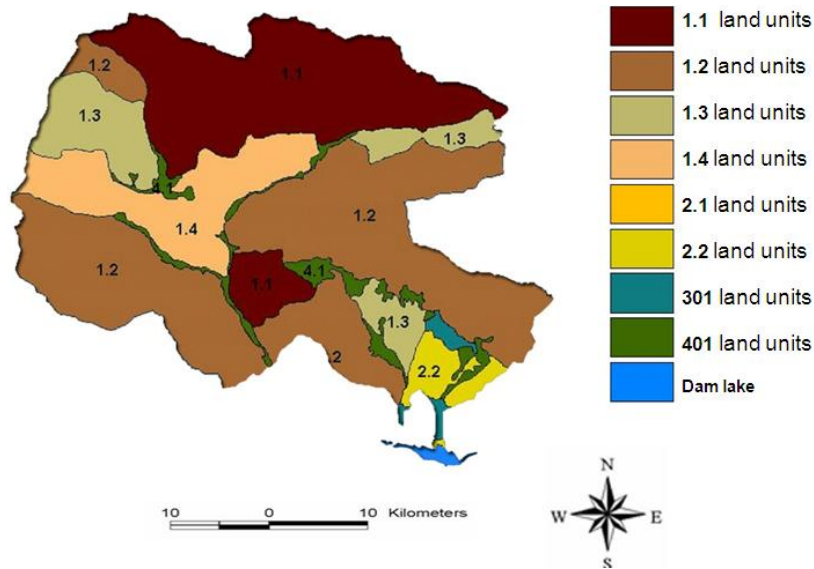 1.1 land units
1.2 land units
1.3 land units
1.4 land units
2.1 land units
2.2 land units
301 land units
401 land units
Dam lake
1.2
1.1
1.3
1.3
4.1
1.4
1.2
1.2
1.1
4.1
1.3
.2
2.2
10 0 10 Kilometers
N
W E
S